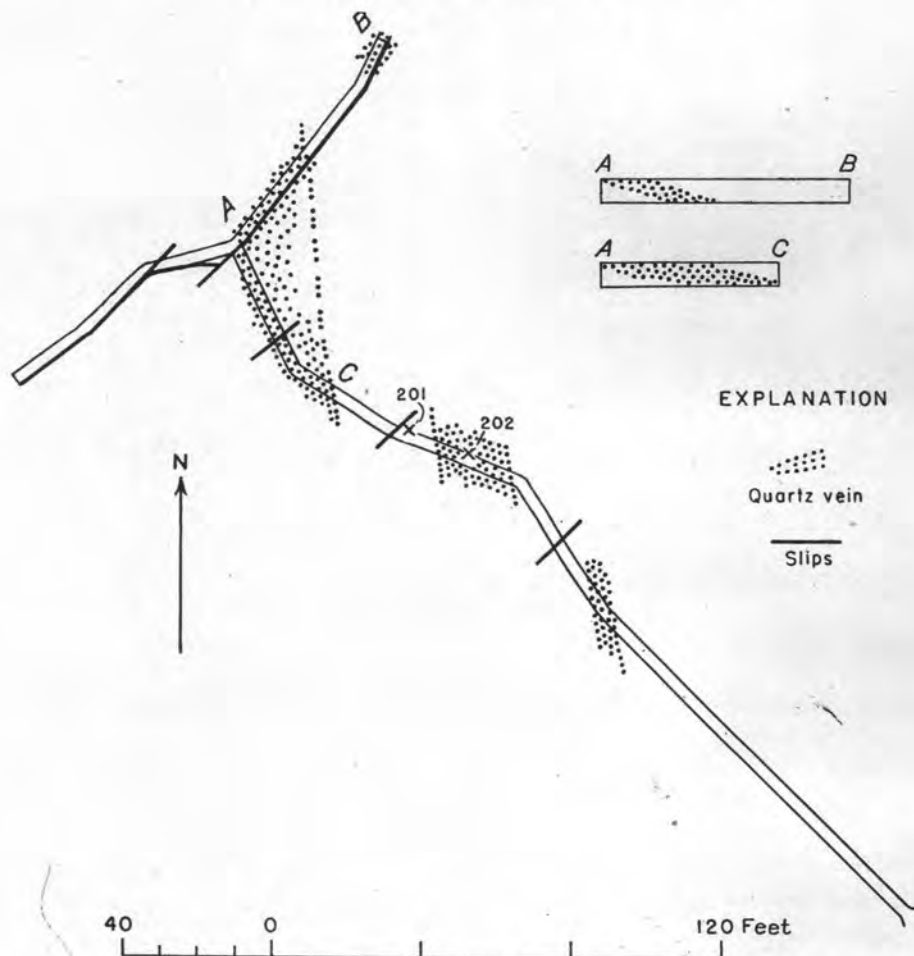 B
A
A B
A C
C
201
202
EXPLANATION
N
Quartz vein
Slips
40 0 120 Feet